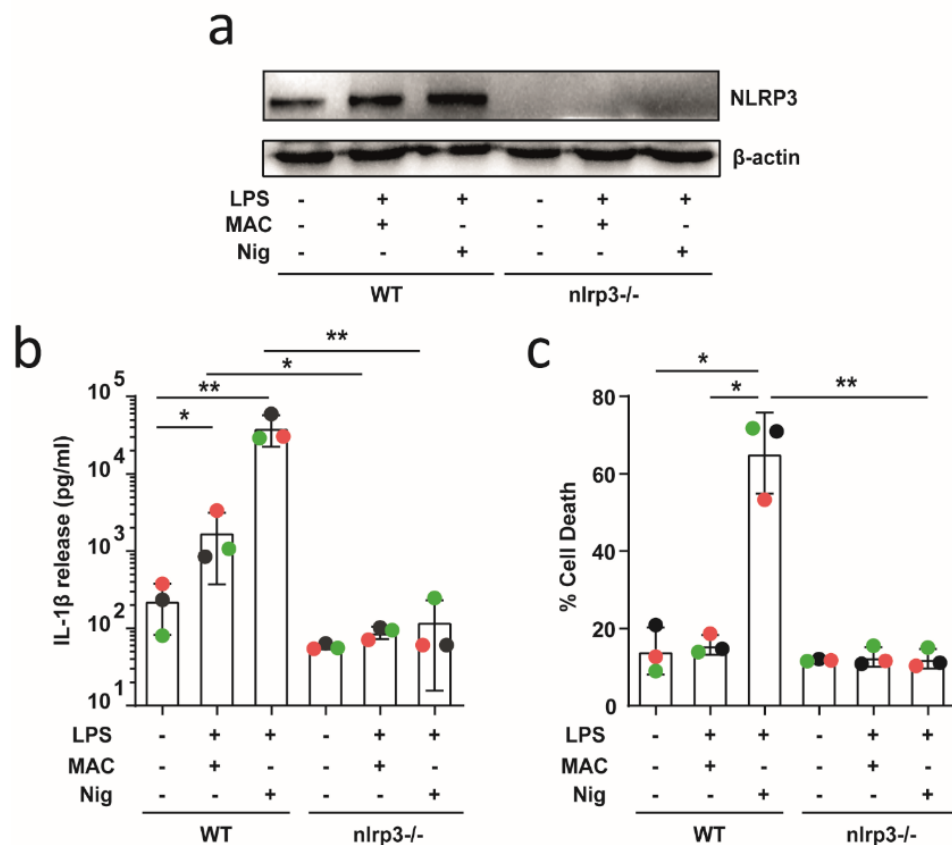 a
NLRP3
β-actin
LPS - + + - + +
MAC - + - - + -
Nig - - + - - +
WT nlrp3-/-
b
** 
*
**
*
IL-1β release (pg/ml)
10^5
10^4
10^3
10^2
10^1
LPS - + + - + +
MAC - + - - + -
Nig - - + - - +
WT nlrp3-/-
c
*
* **
% Cell Death
80
60
40
20
0
LPS - + + - + +
MAC - + - - + -
Nig - - + - - +
WT nlrp3-/-